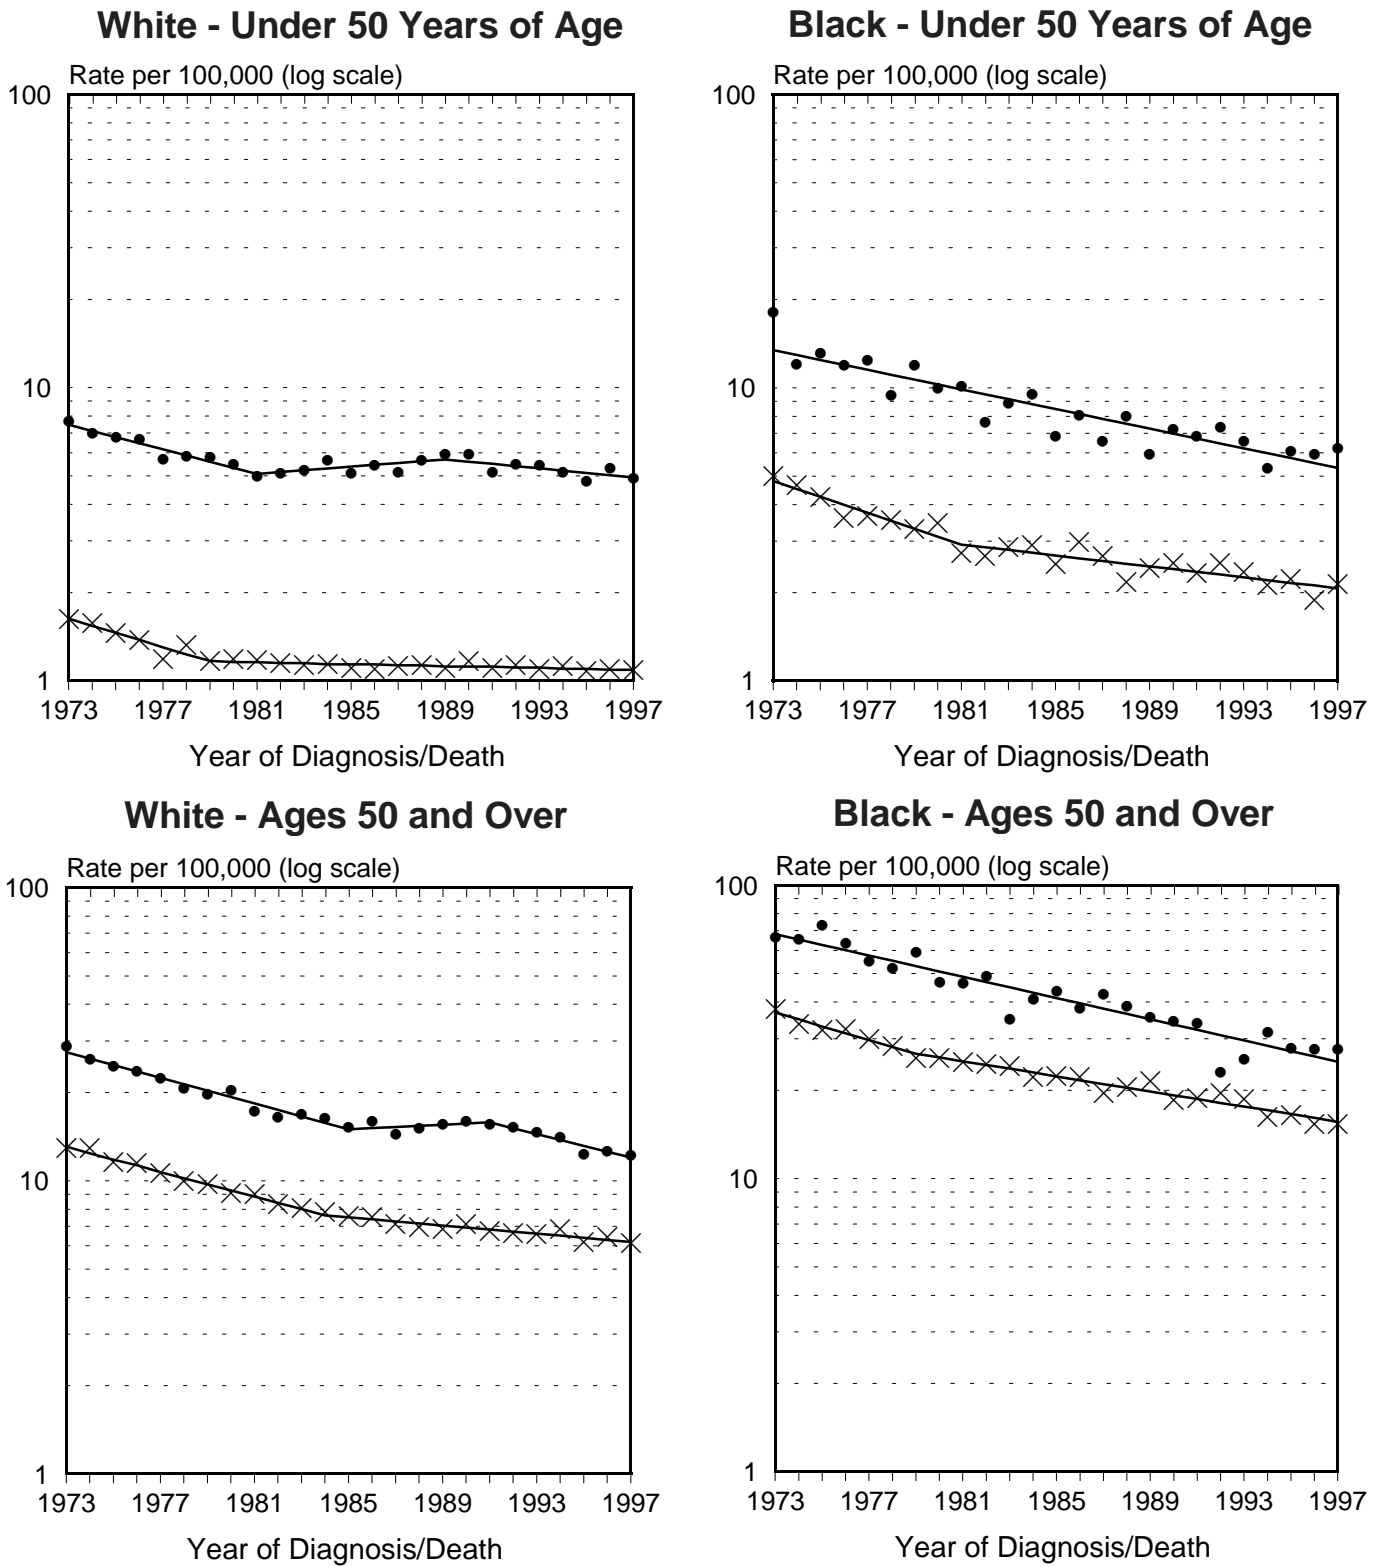 White - Under 50 Years of Age
Rate per 100,000 (log scale)
100
10
1
1973 1977 1981 1985 1989 1993 1997
Year of Diagnosis/Death
Black - Under 50 Years of Age
Rate per 100,000 (log scale)
100
10
1
1973 1977 1981 1985 1989 1993 1997
Year of Diagnosis/Death
White - Ages 50 and Over
Rate per 100,000 (log scale)
100
10
1
1973 1977 1981 1985 1989 1993 1997
Year of Diagnosis/Death
Black - Ages 50 and Over
Rate per 100,000 (log scale)
100
10
1
1973 1977 1981 1985 1989 1993 1997
Year of Diagnosis/Death